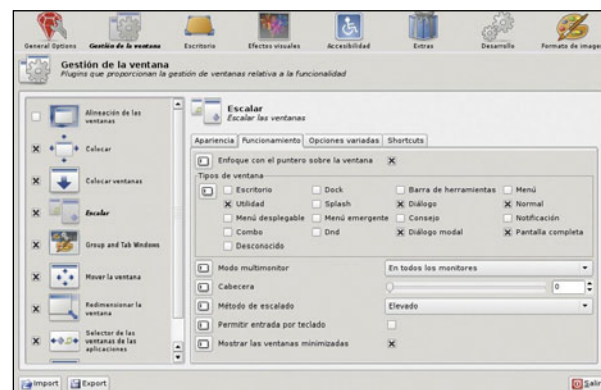 General Options Gestión de la ventana Escritorio Efectos visuales Accesibilidad Extras Desarrollo Formato de image
Gestión de la ventana
Plugins que proporcionan la gestión de ventanas relativa a la funcionalidad
Alineación de las
ventanas
Colocar
Colocar ventanas
Escalar
Group and Tab Windows
Mover la ventana
Redimensionar la
ventana
Selector de las
ventanas de las
aplicaciones
Escalar
Escalar las ventanas
Apariencia Funcionamiento Opciones variadas Shortcuts
Enfoque con el puntero sobre la ventana
Tipos de ventana
Escritorio Dock Barra de herramientas Menú
Utilidad Splash Diálogo Normal
Menú desplegable Menú emergente Consejo Notificación
Combo Dnd Diálogo modal Pantalla completa
Desconocido
Modo multimonitor En todos los monitores
Cabecera 0
Método de escalado Elevado
Permitir entrada por teclado
Mostrar las ventanas minimizadas
Import Export Salir